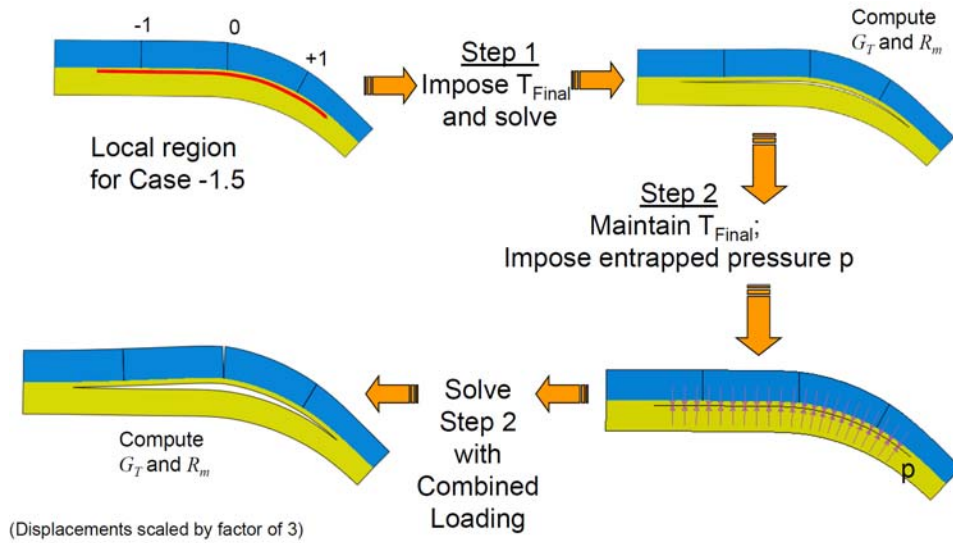 -1
0
+1
Local region
for Case -1.5
Step 1
Impose T_Final
and solve
Compute
G_T and R_m
Step 2
Maintain T_Final;
Impose entrapped pressure p
p
Solve
Step 2
with
Combined
Loading
Compute
G_T and R_m
(Displacements scaled by factor of 3)